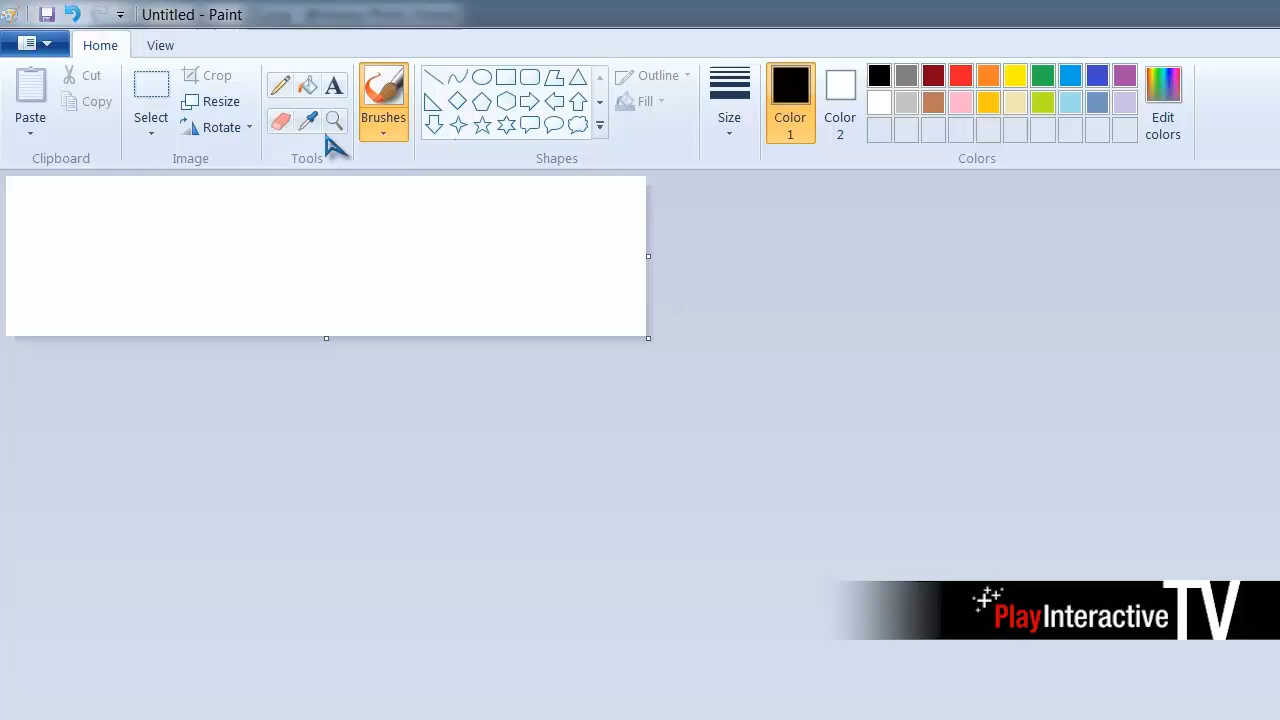 Untitled - Paint
Home
View
Paste
Cut
Copy
Clipboard
Select
Crop
Resize
Rotate
Image
A
Tools
Brushes
Shapes
Outline
Fill
Size
Color 1
Color 2
Colors
Edit colors
PlayInteractive TV